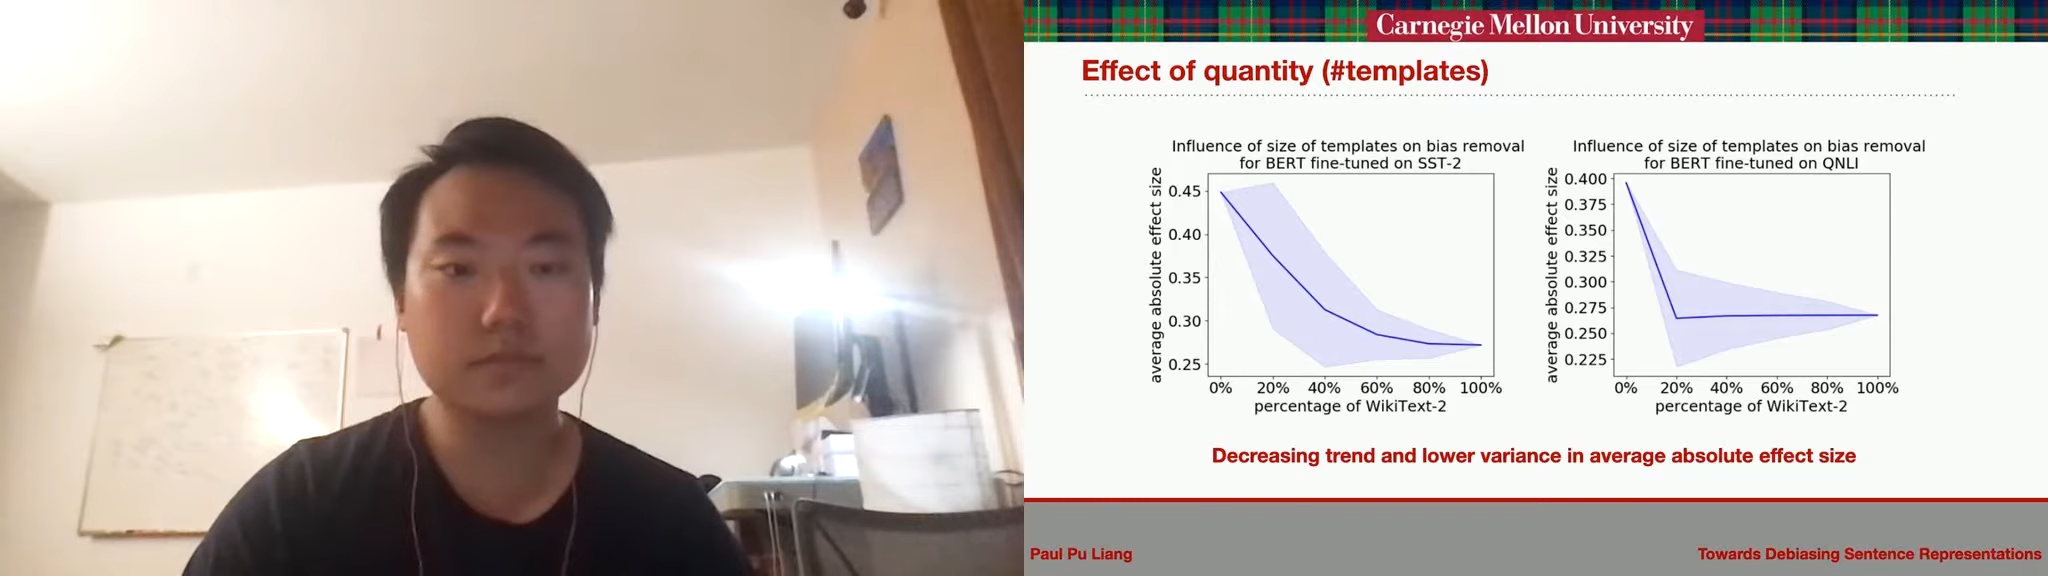 Carnegie Mellon University
Effect of quantity (#templates)
Influence of size of templates on bias removal
for BERT fine-tuned on SST-2
average absolute effect size
0.45
0.40
0.35
0.30
0.25
0% 20% 40% 60% 80% 100%
percentage of WikiText-2
Influence of size of templates on bias removal
for BERT fine-tuned on QNLI
average absolute effect size
0.400
0.375
0.350
0.325
0.300
0.275
0.250
0.225
0% 20% 40% 60% 80% 100%
percentage of WikiText-2
Decreasing trend and lower variance in average absolute effect size
Paul Pu Liang
Towards Debiasing Sentence Representations